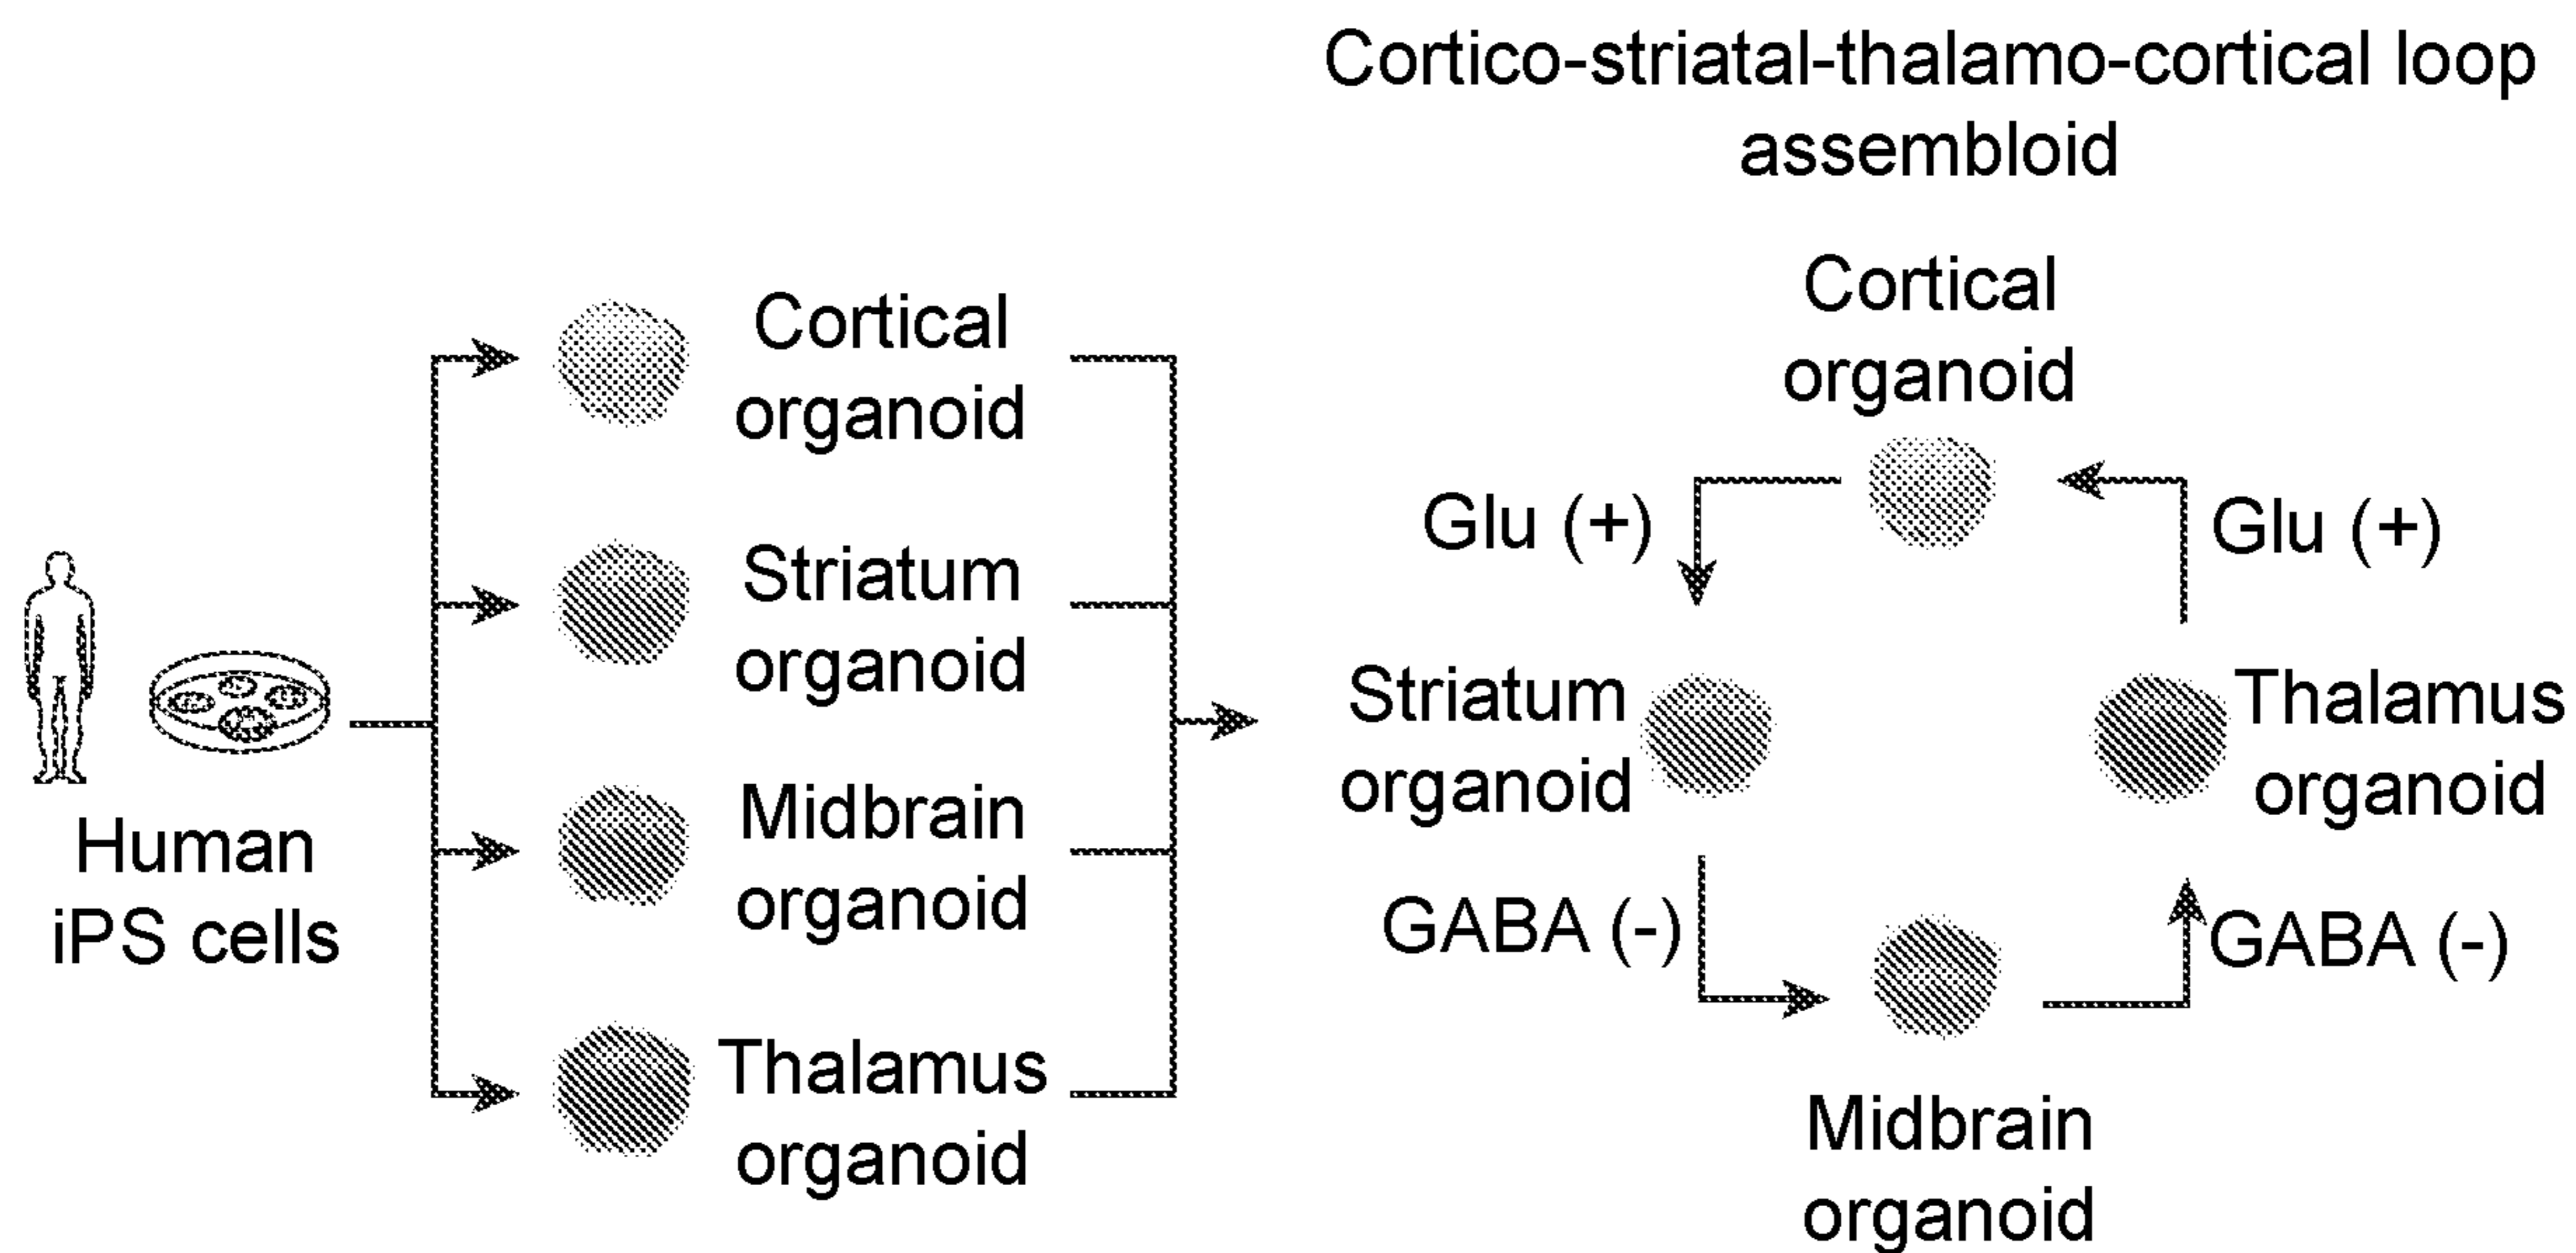 Cortico-striatal-thalamo-cortical loop
assembloid
Human
iPS cells
Cortical
organoid
Striatum
organoid
Midbrain
organoid
Thalamus
organoid
Cortical
organoid
Glu (+)
Glu (+)
Striatum
organoid
Thalamus
organoid
GABA (-)
GABA (-)
Midbrain
organoid